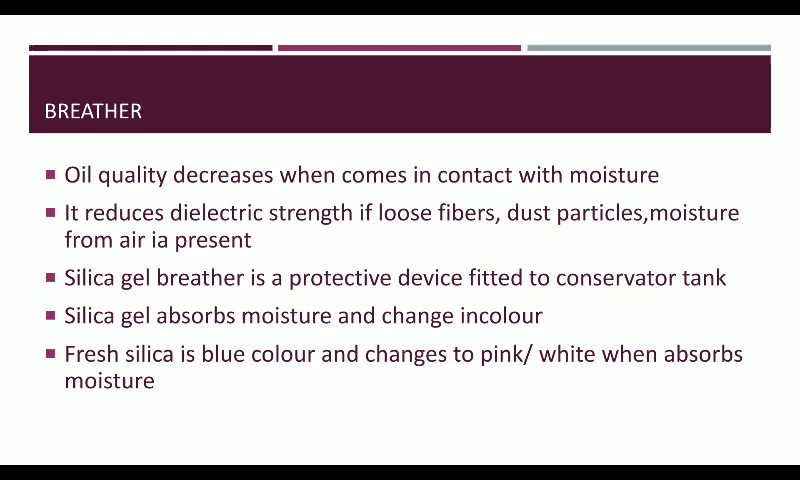 BREATHER
Oil quality decreases when comes in contact with moisture
It reduces dielectric strength if loose fibers, dust particles,moisture
from air ia present
Silica gel breather is a protective device fitted to conservator tank
Silica gel absorbs moisture and change incolour
Fresh silica is blue colour and changes to pink/ white when absorbs
moisture